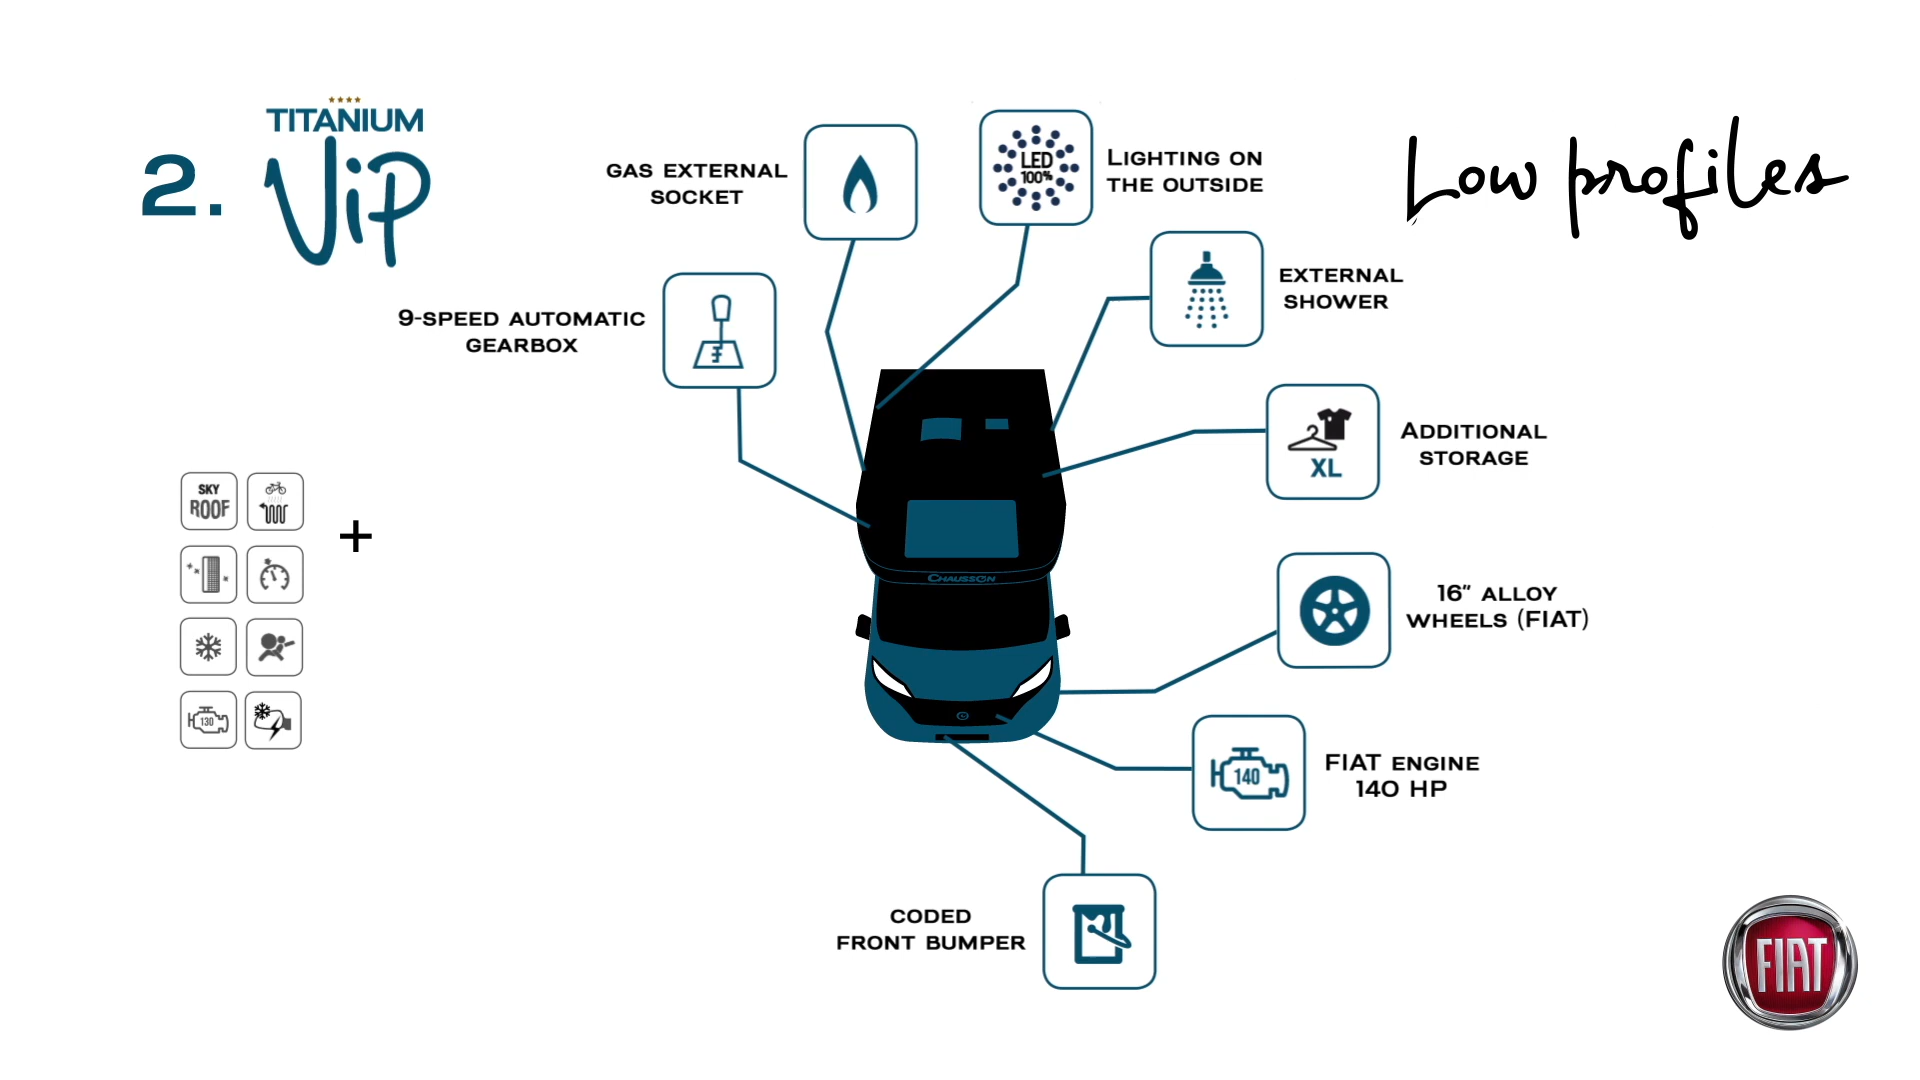 2.
TITANIUM
ViP
Low profiles
GAS EXTERNAL
SOCKET
LED
100%
LIGHTING ON
THE OUTSIDE
EXTERNAL
SHOWER
9-SPEED AUTOMATIC
GEARBOX
XL
ADDITIONAL
STORAGE
SKY
ROOF
+
CHAUSSON
16" ALLOY
WHEELS (FIAT)
130
140
FIAT ENGINE
140 HP
CODED
FRONT BUMPER
FIAT